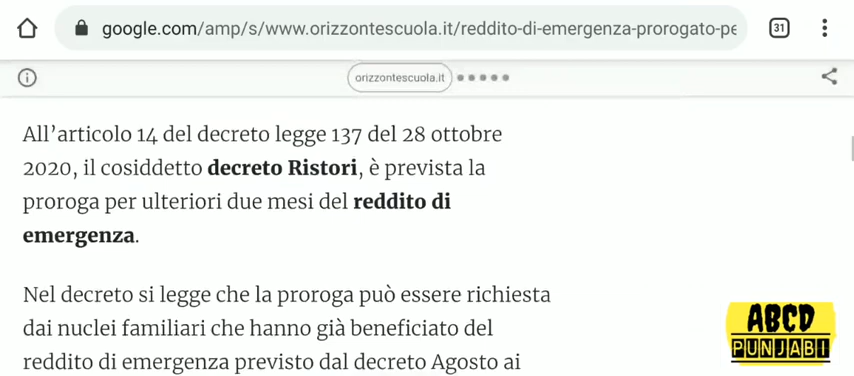 google.com/amp/s/www.orizzontescuola.it/reddito-di-emergenza-prorogato-pe
31
orizzontescuola.it
All’articolo 14 del decreto legge 137 del 28 ottobre
2020, il cosiddetto decreto Ristori, è prevista la
proroga per ulteriori due mesi del reddito di
emergenza.
Nel decreto si legge che la proroga può essere richiesta
dai nuclei familiari che hanno già beneficiato del
reddito di emergenza previsto dal decreto Agosto ai
ABCD
PUNJABI